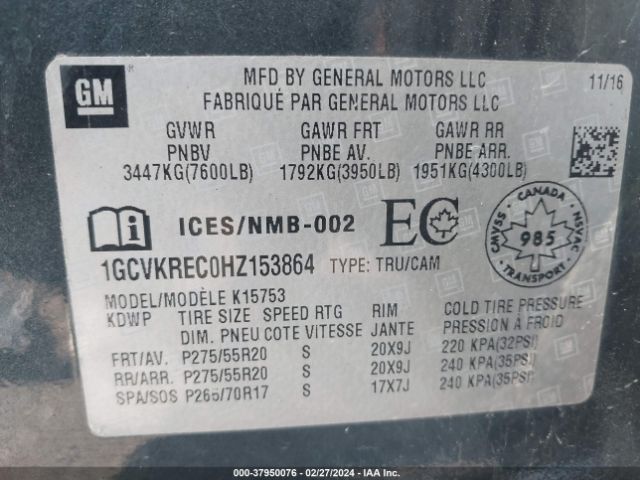 GM
MFD BY GENERAL MOTORS LLC
11/16
FABRIQUÉ PAR GENERAL MOTORS LLC
GVWR GAWR FRT GAWR RR
PNBV PNBE AV. PNBE ARR.
3447KG(7600LB) 1792KG(3950LB) 1951KG(4300LB)
ICES/NMB-002
EC
CANADA
CMVSS 985 NSVAC
TRANSPORT
1GCVKREC0HZ153864 TYPE: TRU/CAM
MODEL/MODÈLE K15753
KDWP TIRE SIZE SPEED RTG RIM COLD TIRE PRESSURE
DIM. PNEU COTE VITESSE JANTE PRESSION À FROID
FRT/AV. P275/55R20 S 20X9J 220 KPA(32PSI)
RR/ARR. P275/55R20 S 20X9J 240 KPA(35PSI)
SPA/SOS P265/70R17 S 17X7J 240 KPA(35PSI)
000-37950076 - 02/27/2024 - IAA Inc.